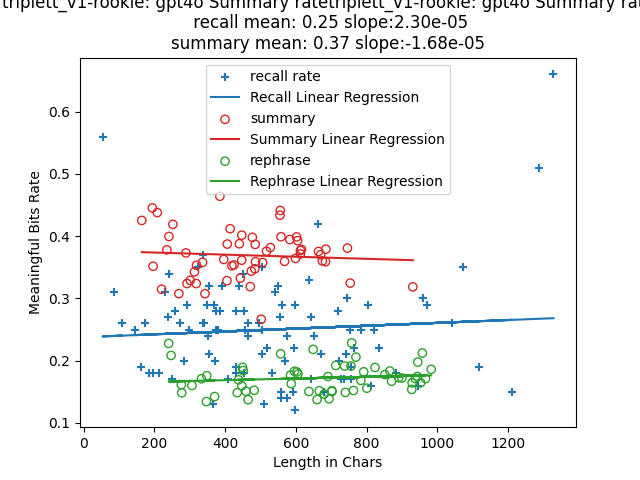 triplett_v1-rookie: gpt4o Summary ratetriplett_v1-rookie: gpt4o Summary rat
recall mean: 0.25 slope:2.30e-05
summary mean: 0.37 slope:-1.68e-05
recall rate
Recall Linear Regression
summary
Summary Linear Regression
rephrase
Rephrase Linear Regression
Meaningful Bits Rate
0.6
0.5
0.4
0.3
0.2
0.1
0 200 400 600 800 1000 1200
Length in Chars